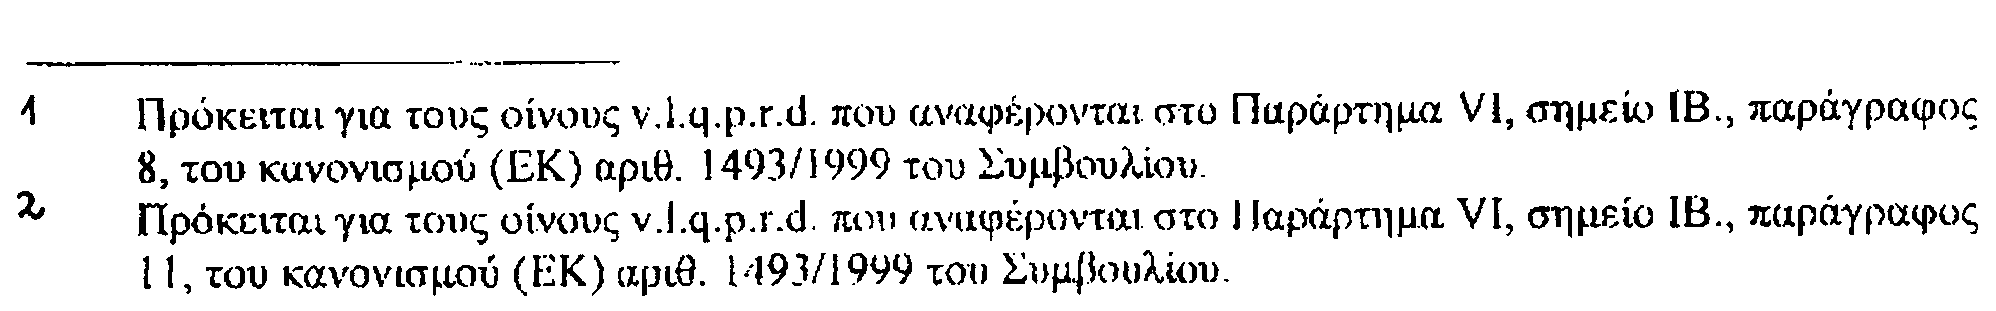 1 Πρόκειται για τους οίνους v.l.q.p.r.d. που αναφέρονται στο Παράρτημα VI, σημείο ΙΒ., παράγραφος
8, του κανονισμού (ΕΚ) αριθ. 1493/1999 του Συμβουλίου.
2 Πρόκειται για τους οίνους v.l.q.p.r.d. που αναφέρονται στο Παράρτημα VI, σημείο ΙΒ., παράγραφος
11, του κανονισμού (ΕΚ) αριθ. 1493/1999 του Συμβουλίου.